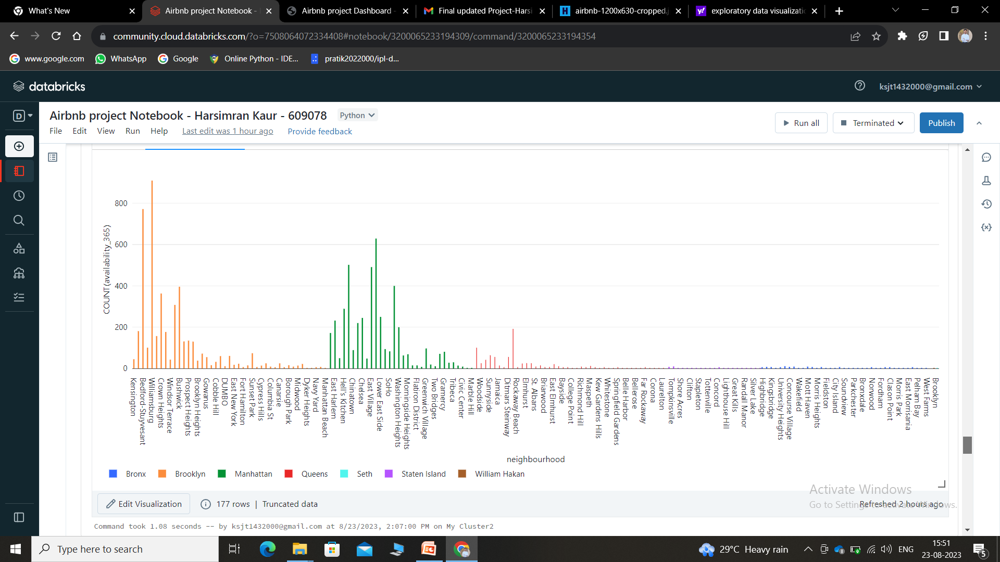 What's New
Airbnb project Notebook -
Airbnb project Dashboard -
Final updated Project-Harsi
airbnb-1200x630-cropped.j
exploratory data visualizatio
community.cloud.databricks.com/?o=7508064072334408#notebook/3200065233194309/command/3200065233194354
www.google.com
WhatsApp
Google
Online Python - IDE...
pratik2022000/ipl-d...
databricks
ksjt1432000@gmail.com
D
Airbnb project Notebook - Harsimran Kaur - 609078
Python
Run all
Terminated
Publish
File Edit View Run Help Last edit was 1 hour ago Provide feedback
COUNT(availability_365)
800
600
400
200
0
Kensington
Bedford-Stuyvesant
Williamsburg
Crown Heights
Windsor Terrace
Bushwick
Prospect Heights
Brooklyn Heights
Gowanus
Cobble Hill
DUMBO
East New York
Fort Hamilton
Sunset Park
Cypress Hills
Columbia St
Canarsie
Borough Park
Midwood
Dyker Heights
Navy Yard
Manhattan Beach
East Harlem
Hell's Kitchen
Chinatown
Chelsea
East Village
Lower East Side
SoHo
Washington Heights
Morningside Heights
Flatiron District
Greenwich Village
Two Bridges
Gramercy
Tribeca
Civic Center
Marble Hill
Woodside
Sunnyside
Jamaica
Ditmars Steinway
Rockaway Beach
Elmhurst
St. Albans
Briarwood
East Elmhurst
Bayside
College Point
Richmond Hill
Maspeth
Kew Gardens Hills
Whitestone
Springfield Gardens
Belle Harbor
Bellerose
Far Rockaway
Corona
Laurelton
Tompkinsville
Shore Acres
Clifton
Stapleton
Tottenville
Concord
Lighthouse Hill
Great Kills
Randall Manor
Silver Lake
Highbridge
Kingsbridge
University Heights
Concourse Village
Wakefield
Mott Haven
Morris Heights
Fieldston
City Island
Soundview
Parkchester
Bronxdale
Norwood
Fordham
Clason Point
Morris Park
East Morrisania
Pelham Bay
West Farms
Brooklyn
neighbourhood
Bronx Brooklyn Manhattan Queens Seth Staten Island William Hakan
Activate Windows
Go to Settings to activate Windows.
Edit Visualization
177 rows | Truncated data
Refreshed 2 hours ago
Command took 1.08 seconds -- by ksjt1432000@gmail.com at 8/23/2023, 2:07:00 PM on My Cluster2
Type here to search
29°C Heavy rain
ENG
15:51
23-08-2023
5